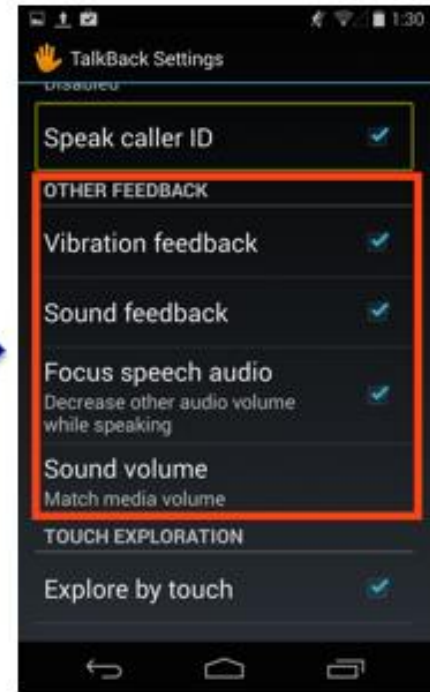 1:30
TalkBack Settings
Disabled
Speak caller ID
OTHER FEEDBACK
Vibration feedback
Sound feedback
Focus speech audio
Decrease other audio volume
while speaking
Sound volume
Match media volume
TOUCH EXPLORATION
Explore by touch